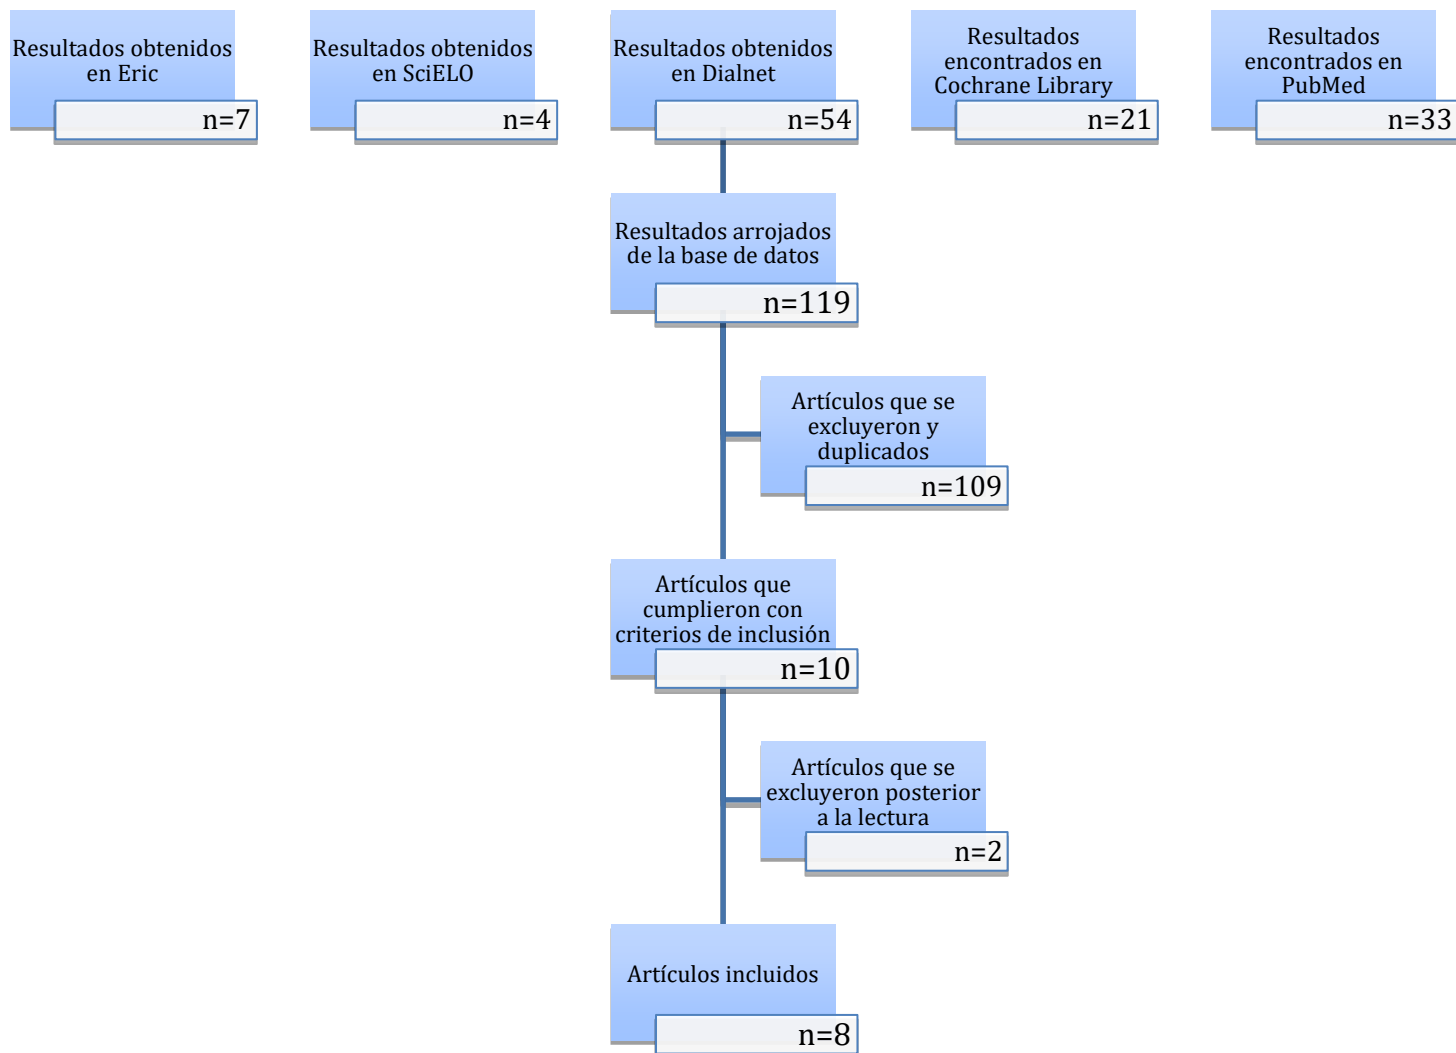 Resultados obtenidos
en Eric
n=7
Resultados obtenidos
en SciELO
n=4
Resultados obtenidos
en Dialnet
n=54
Resultados
encontrados en
Cochrane Library
n=21
Resultados
encontrados en
PubMed
n=33
Resultados arrojados
de la base de datos
n=119
Artículos que se
excluyeron y
duplicados
n=109
Artículos que
cumplieron con
criterios de inclusión
n=10
Artículos que se
excluyeron posterior
a la lectura
n=2
Artículos incluidos
n=8